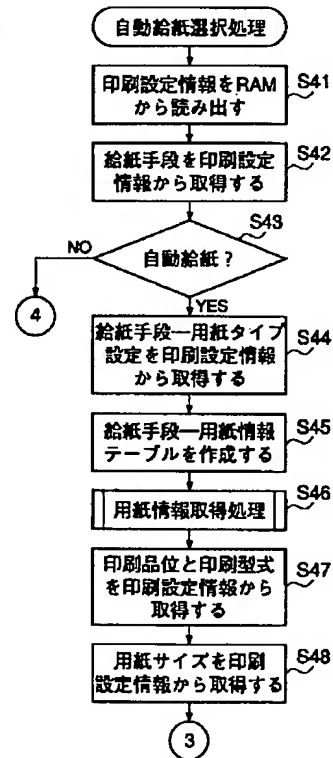 自動給紙選択処理
S41
印刷設定情報をRAM
から読み出す
S42
給紙手段を印刷設定
情報から取得する
S43
自動給紙?
NO
YES
4
S44
給紙手段―用紙タイプ
設定を印刷設定情報
から取得する
S45
給紙手段―用紙情報
テーブルを作成する
S46
用紙情報取得処理
S47
印刷品位と印刷型式
を印刷設定情報から
取得する
S48
用紙サイズを印刷
設定情報から取得する
3